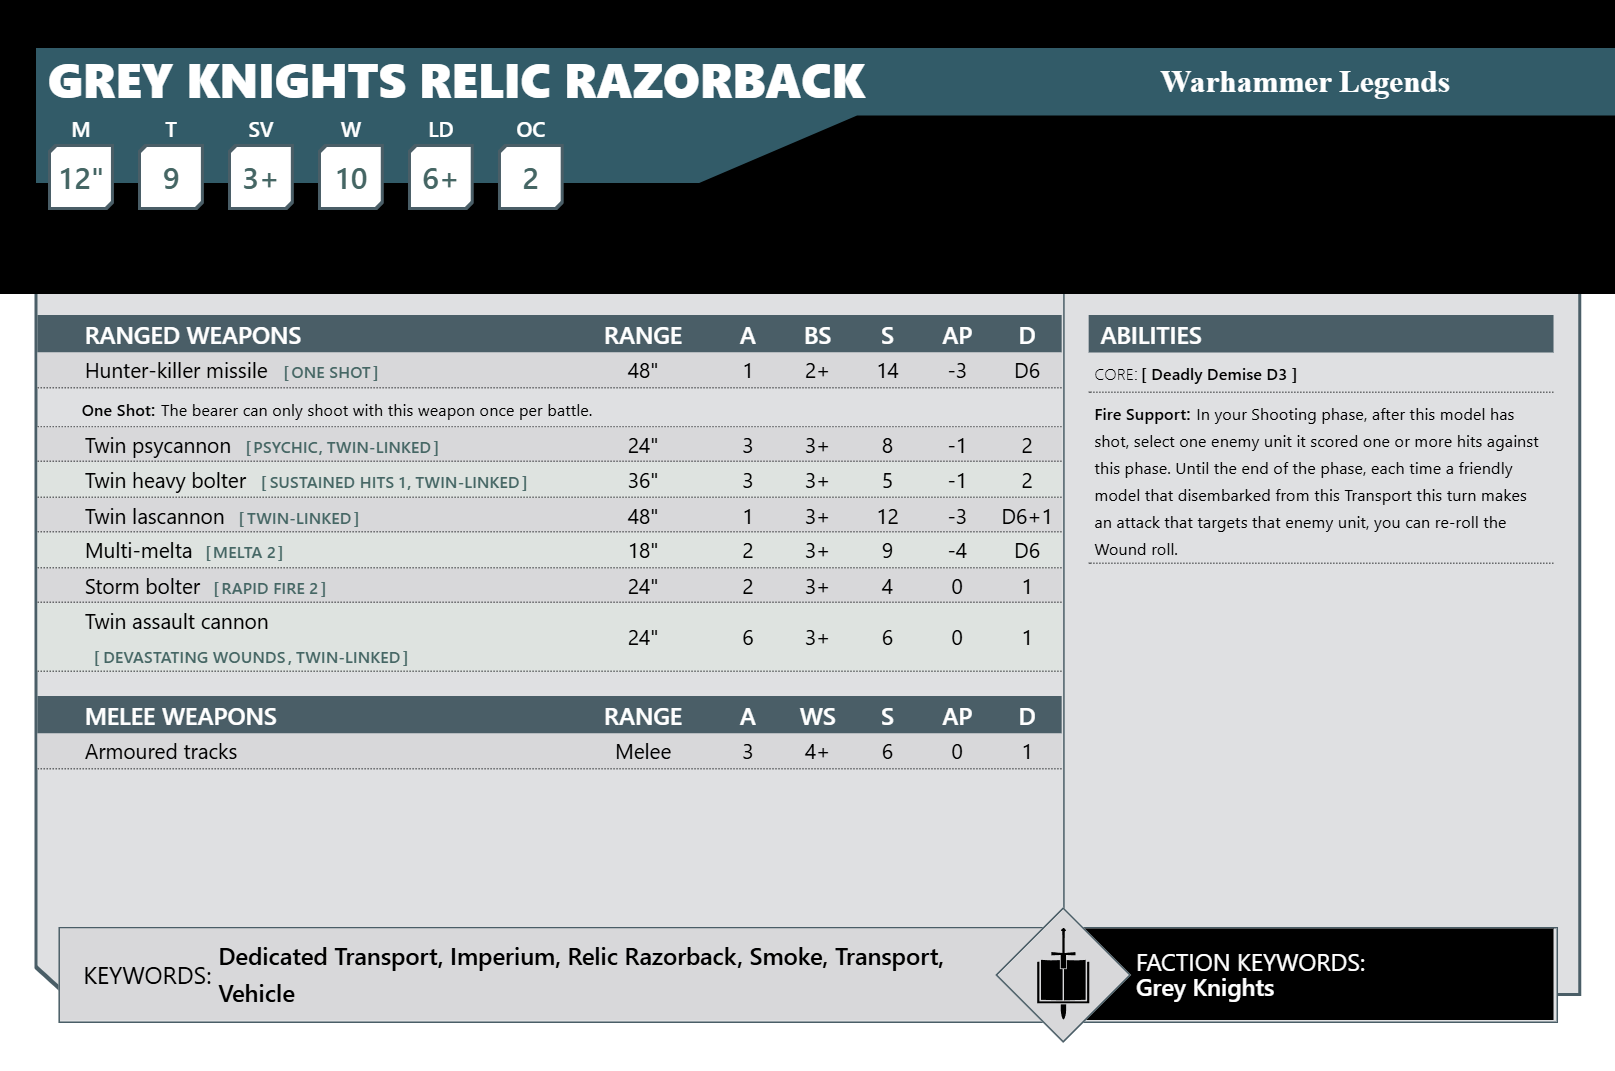 GREY KNIGHTS RELIC RAZORBACK
Warhammer Legends
M T SV W LD OC
12" 9 3+ 10 6+ 2
RANGED WEAPONS RANGE A BS S AP D
Hunter-killer missile [ONE SHOT] 48" 1 2+ 14 -3 D6
One Shot: The bearer can only shoot with this weapon once per battle.
Twin psycannon [PSYCHIC, TWIN-LINKED] 24" 3 3+ 8 -1 2
Twin heavy bolter [SUSTAINED HITS 1, TWIN-LINKED] 36" 3 3+ 5 -1 2
Twin lascannon [TWIN-LINKED] 48" 1 3+ 12 -3 D6+1
Multi-melta [MELTA 2] 18" 2 3+ 9 -4 D6
Storm bolter [RAPID FIRE 2] 24" 2 3+ 4 0 1
Twin assault cannon
24" 6 3+ 6 0 1
[DEVASTATING WOUNDS, TWIN-LINKED]
MELEE WEAPONS RANGE A WS S AP D
Armoured tracks Melee 3 4+ 6 0 1
ABILITIES
CORE: [ Deadly Demise D3 ]
Fire Support: In your Shooting phase, after this model has
shot, select one enemy unit it scored one or more hits against
this phase. Until the end of the phase, each time a friendly
model that disembarked from this Transport this turn makes
an attack that targets that enemy unit, you can re-roll the
Wound roll.
KEYWORDS: Dedicated Transport, Imperium, Relic Razorback, Smoke, Transport,
Vehicle
FACTION KEYWORDS:
Grey Knights